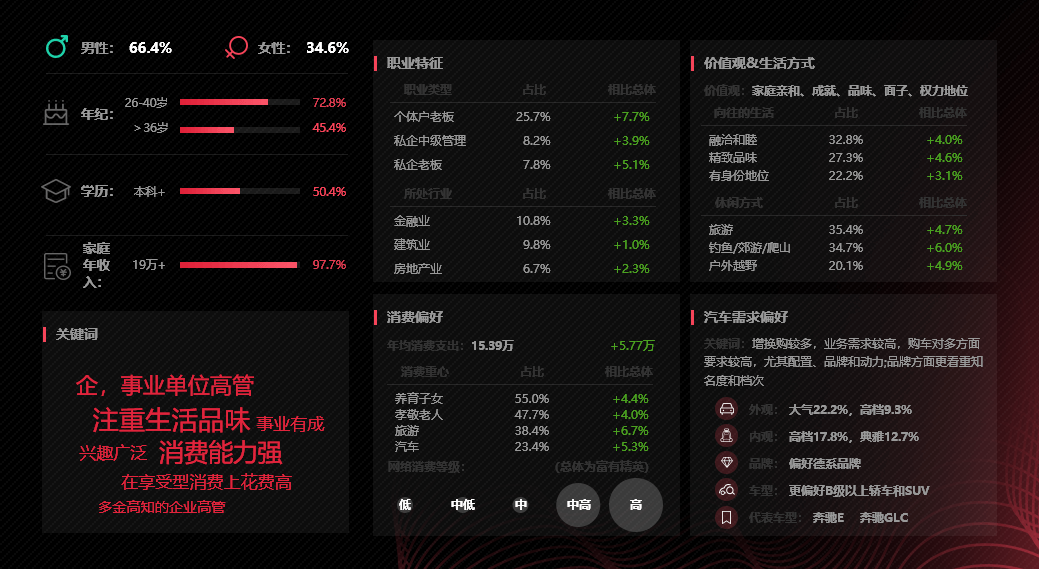 男性： 66.4% 女性： 34.6%
年纪： 26-40岁 72.8%
＞36岁 45.4%
学历： 本科+ 50.4%
家庭
年收
入：
19万+ 97.7%
关键词
企，事业单位高管
注重生活品味 事业有成
兴趣广泛 消费能力强
在享受型消费上花费高
多金高知的企业高管
职业特征
职业类型 占比 相比总体
个体户老板 25.7% +7.7%
私企中级管理 8.2% +3.9%
私企老板 7.8% +5.1%
所处行业 占比 相比总体
金融业 10.8% +3.3%
建筑业 9.8% +1.0%
房地产业 6.7% +2.3%
价值观&生活方式
价值观：家庭亲和、成就、品味、面子、权力地位
向往的生活 占比 相比总体
融洽和睦 32.8% +4.0%
精致品味 27.3% +4.6%
有身份地位 22.2% +3.1%
休闲方式 占比 相比总体
旅游 35.4% +4.7%
钓鱼/郊游/爬山 34.7% +6.0%
户外越野 20.1% +4.9%
消费偏好
年均消费支出：15.39万 +5.77万
消费重心 占比 相比总体
养育子女 55.0% +4.4%
孝敬老人 47.7% +4.0%
旅游 38.4% +6.7%
汽车 23.4% +5.3%
网络消费等级： (总体为富有精英)
低 中低 中 中高 高
汽车需求偏好
关键词：增换购较多，业务需求较高，购车对多方面
要求较高，尤其配置、品牌和动力;品牌方面更看重知
名度和档次
外观： 大气22.2%，高档9.3%
内观： 高档17.8%，典雅12.7%
品牌： 偏好德系品牌
车型： 更偏好B级以上轿车和SUV
代表车型： 奔驰E 奔驰GLC